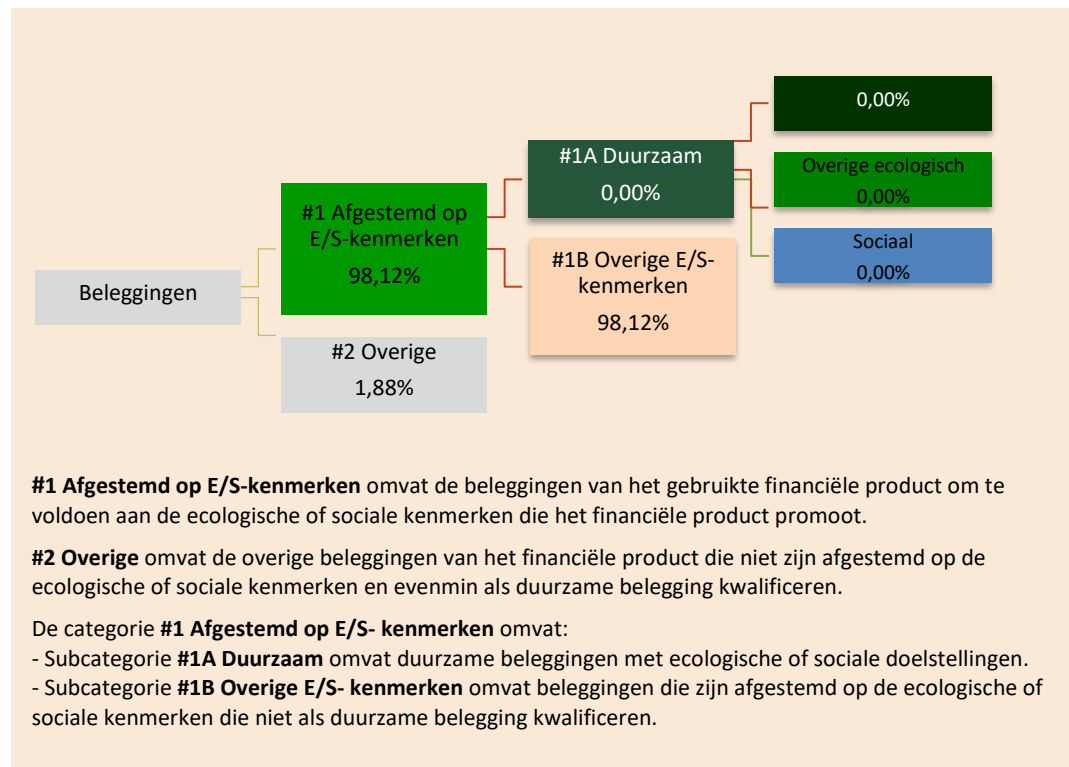 Beleggingen
#1 Afgestemd op
E/S-kenmerken
98,12%
#2 Overige
1,88%
#1A Duurzaam
0,00%
#1B Overige E/S-
kenmerken
98,12%
0,00%
Overige ecologisch
0,00%
Sociaal
0,00%
#1 Afgestemd op E/S-kenmerken omvat de beleggingen van het gebruikte financiële product om te
voldoen aan de ecologische of sociale kenmerken die het financiële product promoot.
#2 Overige omvat de overige beleggingen van het financiële product die niet zijn afgestemd op de
ecologische of sociale kenmerken en evenmin als duurzame belegging kwalificeren.
De categorie #1 Afgestemd op E/S- kenmerken omvat:
- Subcategorie #1A Duurzaam omvat duurzame beleggingen met ecologische of sociale doelstellingen.
- Subcategorie #1B Overige E/S- kenmerken omvat beleggingen die zijn afgestemd op de ecologische of
sociale kenmerken die niet als duurzame belegging kwalificeren.